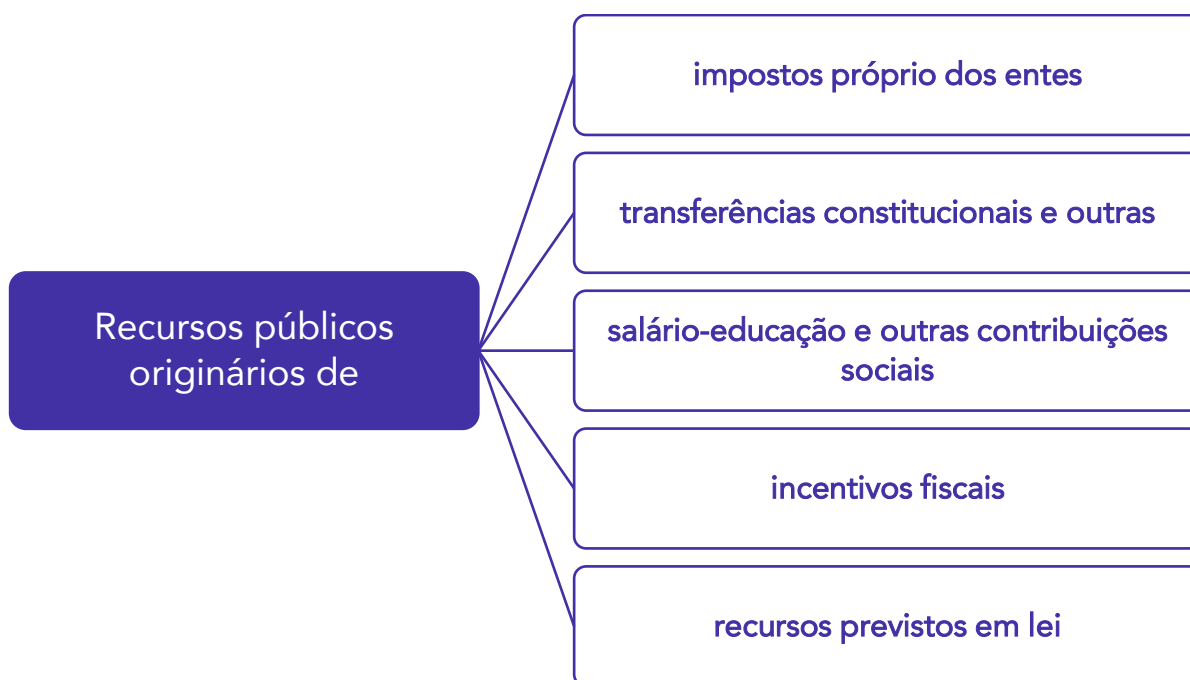 Recursos públicos
originários de
impostos próprio dos entes
transferências constitucionais e outras
salário-educação e outras contribuições
sociais
incentivos fiscais
recursos previstos em lei